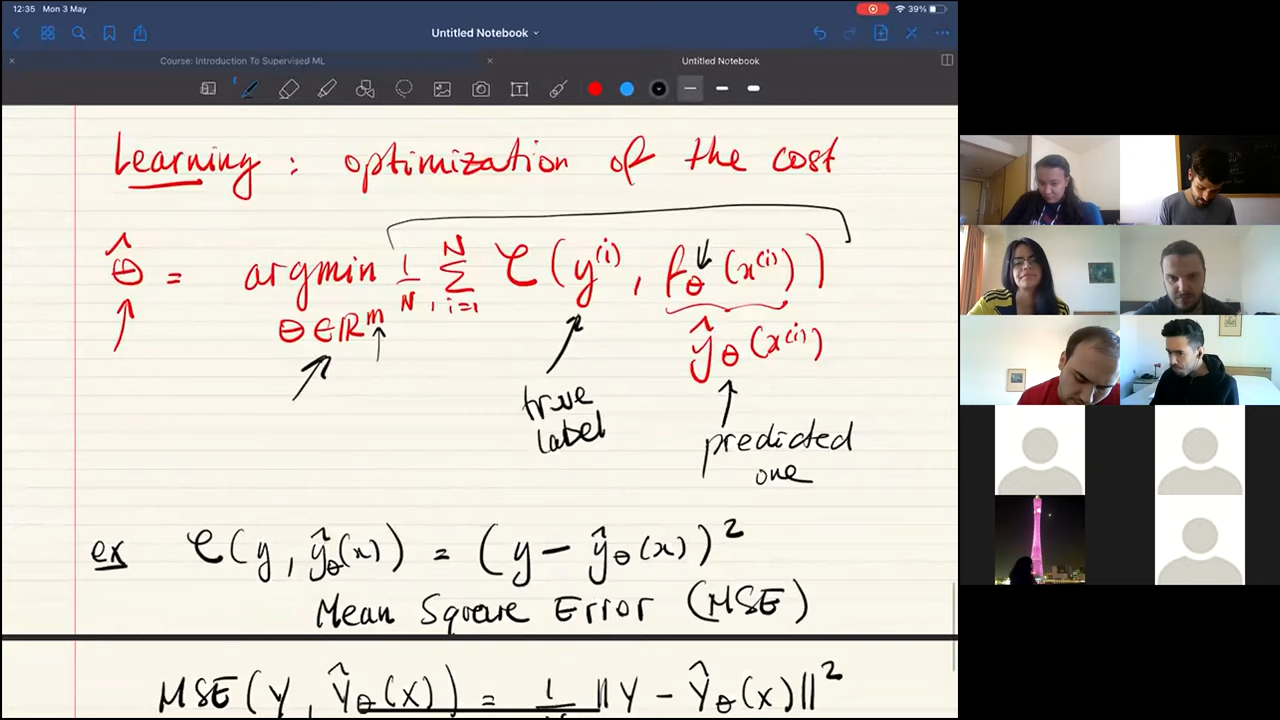 12:35 Mon 3 May
39%
Untitled Notebook
Course: Introduction To Supervised ML
Untitled Notebook
Learning : optimization of the cost
θ̂ = argmin 1/N Σ C(y⁽ⁱ⁾, f_θ(x⁽ⁱ⁾))
θ∈ℝᵐ i=1 N
ŷ_θ(x⁽ⁱ⁾)
true label
predicted one
ex C(y, ŷ_θ(x)) = (y − ŷ_θ(x))²
Mean Square Error (MSE)
MSE(Y, Ŷ_θ(X)) = 1/N ||Y − Ŷ_θ(X)||²